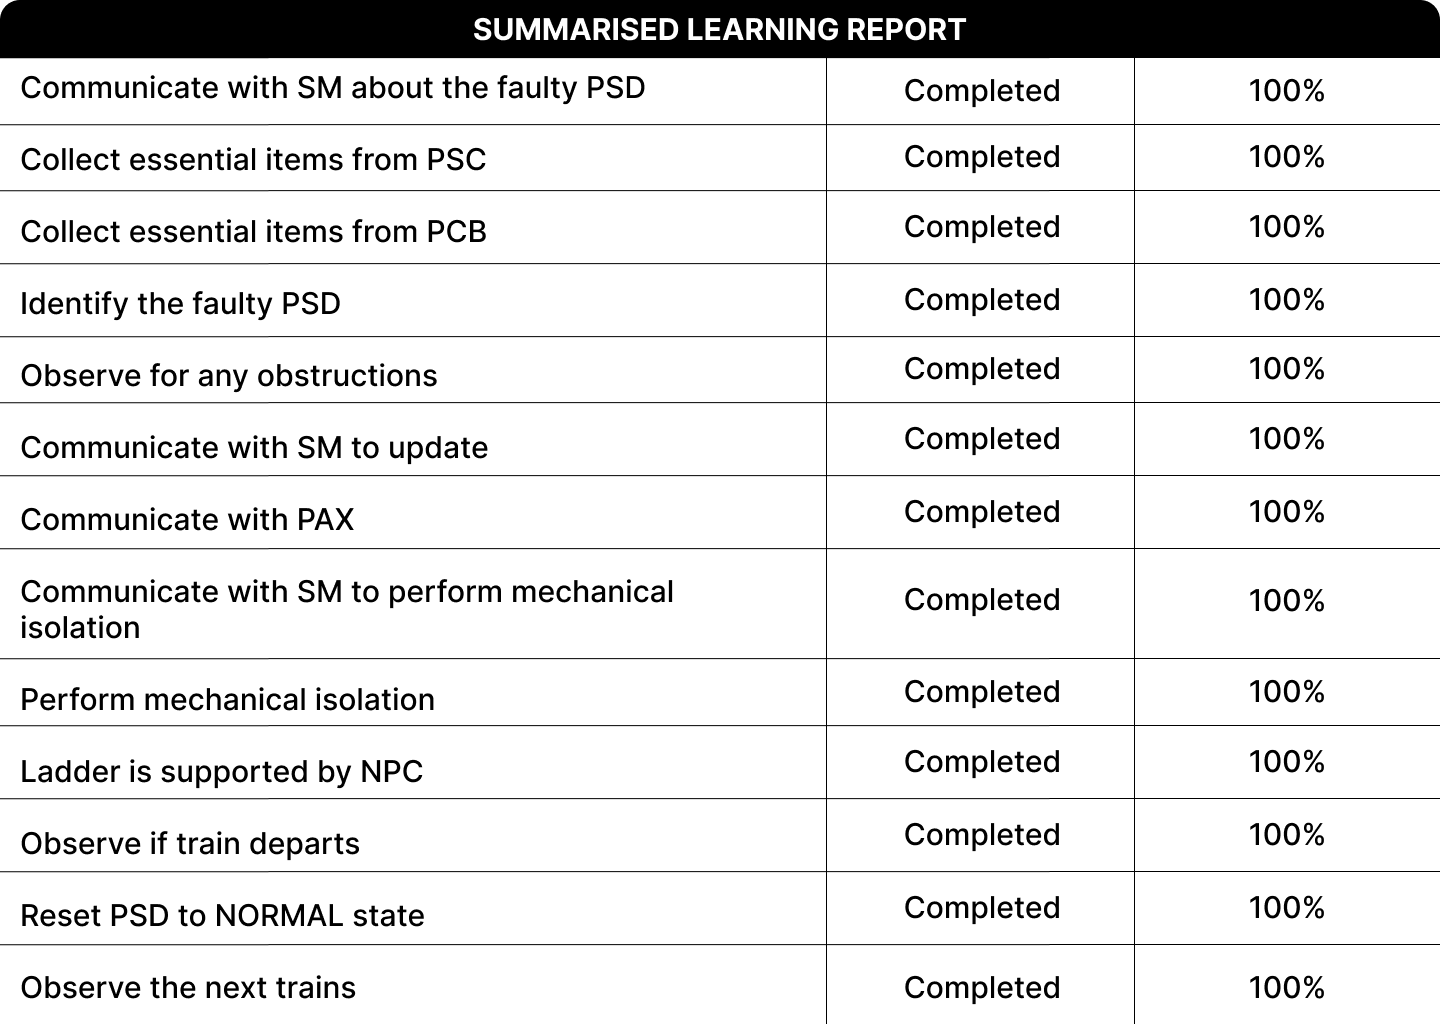 SUMMARISED LEARNING REPORT
Communicate with SM about the faulty PSD Completed 100%
Collect essential items from PSC Completed 100%
Collect essential items from PCB Completed 100%
Identify the faulty PSD Completed 100%
Observe for any obstructions Completed 100%
Communicate with SM to update Completed 100%
Communicate with PAX Completed 100%
Communicate with SM to perform mechanical
isolation Completed 100%
Perform mechanical isolation Completed 100%
Ladder is supported by NPC Completed 100%
Observe if train departs Completed 100%
Reset PSD to NORMAL state Completed 100%
Observe the next trains Completed 100%